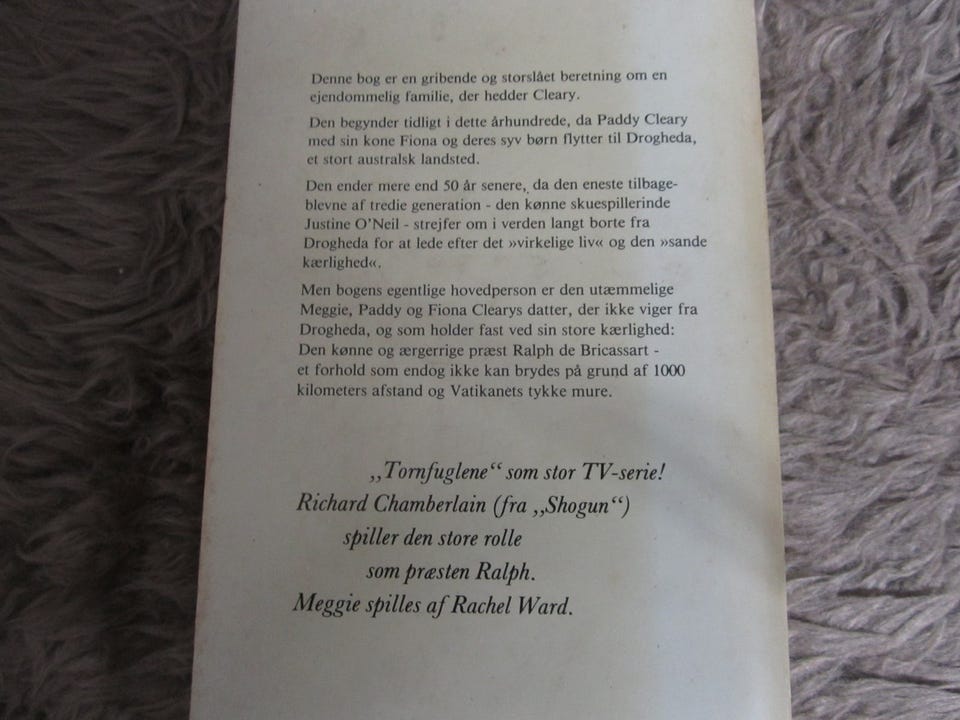 Denne bog er en gribende og storslået beretning om en
ejendommelig familie, der hedder Cleary.
Den begynder tidligt i dette århundrede, da Paddy Cleary
med sin kone Fiona og deres syv børn flytter til Drogheda,
et stort australsk landsted.
Den ender mere end 50 år senere, da den eneste tilbage-
blevne af tredie generation - den kønne skuespillerinde
Justine O'Neil - strejfer om i verden langt borte fra
Drogheda for at lede efter det »virkelige liv« og den »sande
kærlighed«.
Men bogens egentlige hovedperson er den utæmmelige
Meggie, Paddy og Fiona Clearys datter, der ikke viger fra
Drogheda, og som holder fast ved sin store kærlighed:
Den kønne og ærgerrige præst Ralph de Bricassart -
et forhold som endog ikke kan brydes på grund af 1000
kilometers afstand og Vatikanets tykke mure.
„Tornfuglene“ som stor TV-serie!
Richard Chamberlain (fra „Shogun“)
spiller den store rolle
som præsten Ralph.
Meggie spilles af Rachel Ward.